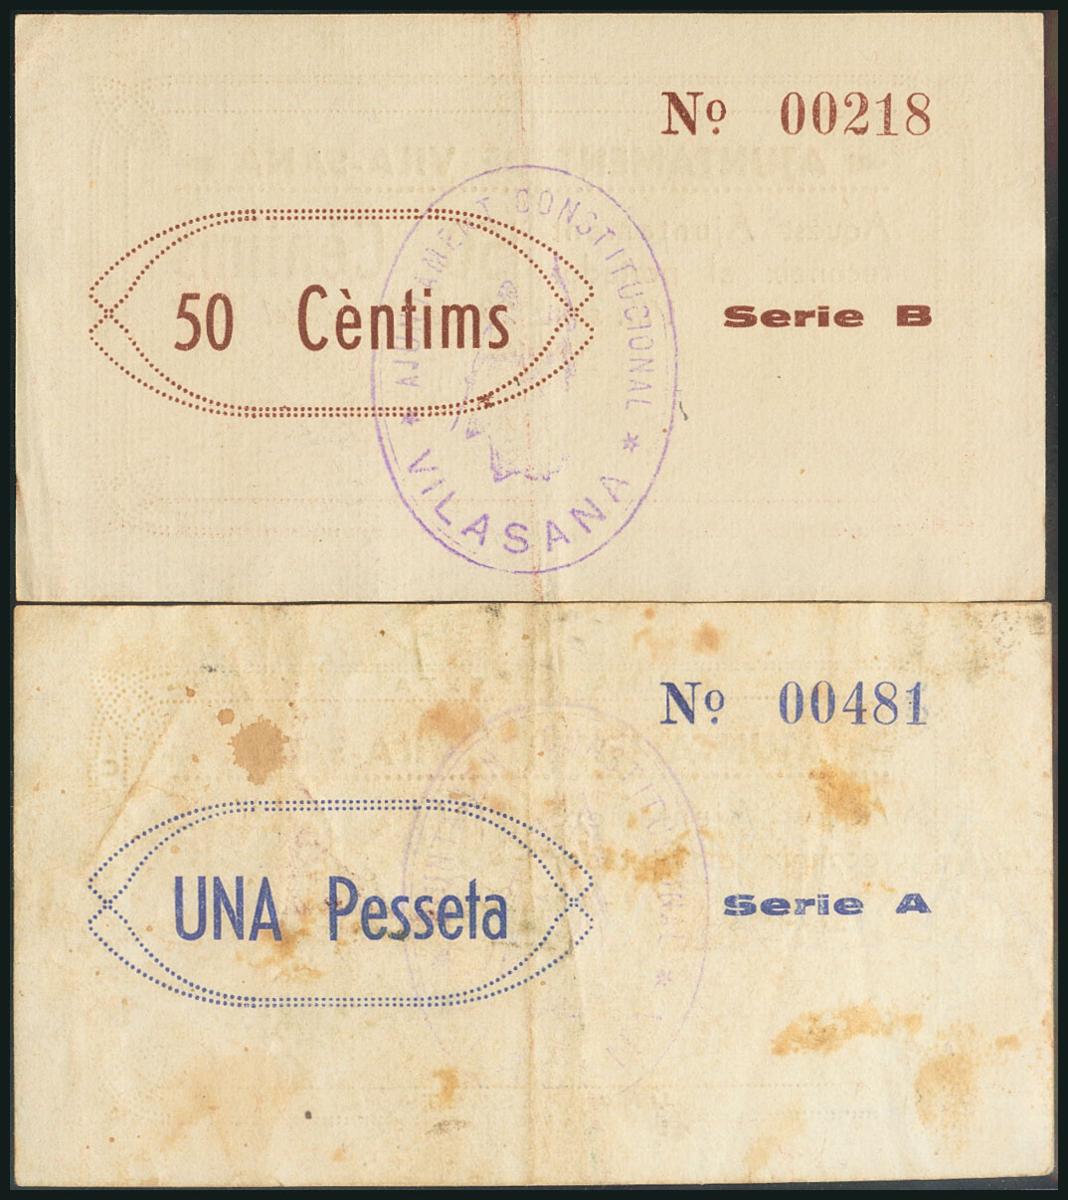 Nº 00218
AJUNTAMENT CONSTITUCIONAL
50 Cèntims
Serie B
* VILASANA *
Nº 00481
UNA Pesseta
Serie A